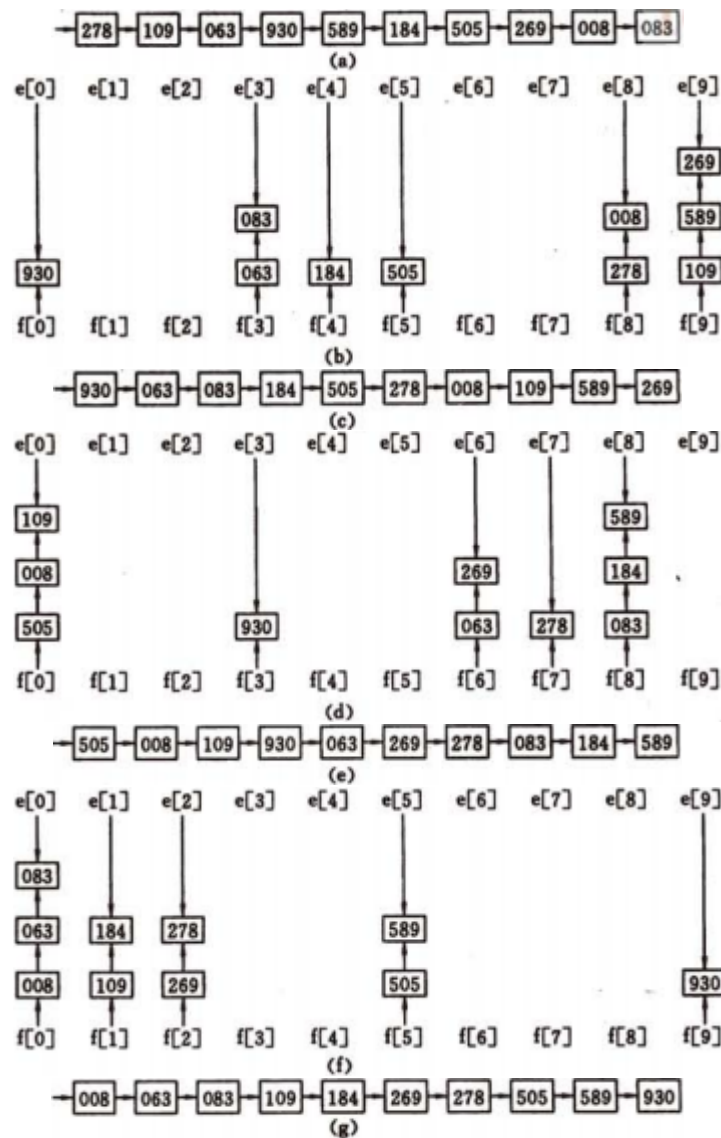 278 109 063 930 589 184 505 269 008 083
(a)
e[0] e[1] e[2] e[3] e[4] e[5] e[6] e[7] e[8] e[9]
269
083 008 589
930 063 184 505 278 109
f[0] f[1] f[2] f[3] f[4] f[5] f[6] f[7] f[8] f[9]
(b)
930 063 083 184 505 278 008 109 589 269
(c)
e[0] e[1] e[2] e[3] e[4] e[5] e[6] e[7] e[8] e[9]
109 589
008 269 184
505 930 063 278 083
f[0] f[1] f[2] f[3] f[4] f[5] f[6] f[7] f[8] f[9]
(d)
505 008 109 930 063 269 278 083 184 589
(e)
e[0] e[1] e[2] e[3] e[4] e[5] e[6] e[7] e[8] e[9]
083
063 184 278 589
008 109 269 505 930
f[0] f[1] f[2] f[3] f[4] f[5] f[6] f[7] f[8] f[9]
(f)
008 063 083 109 184 269 278 505 589 930
(g)